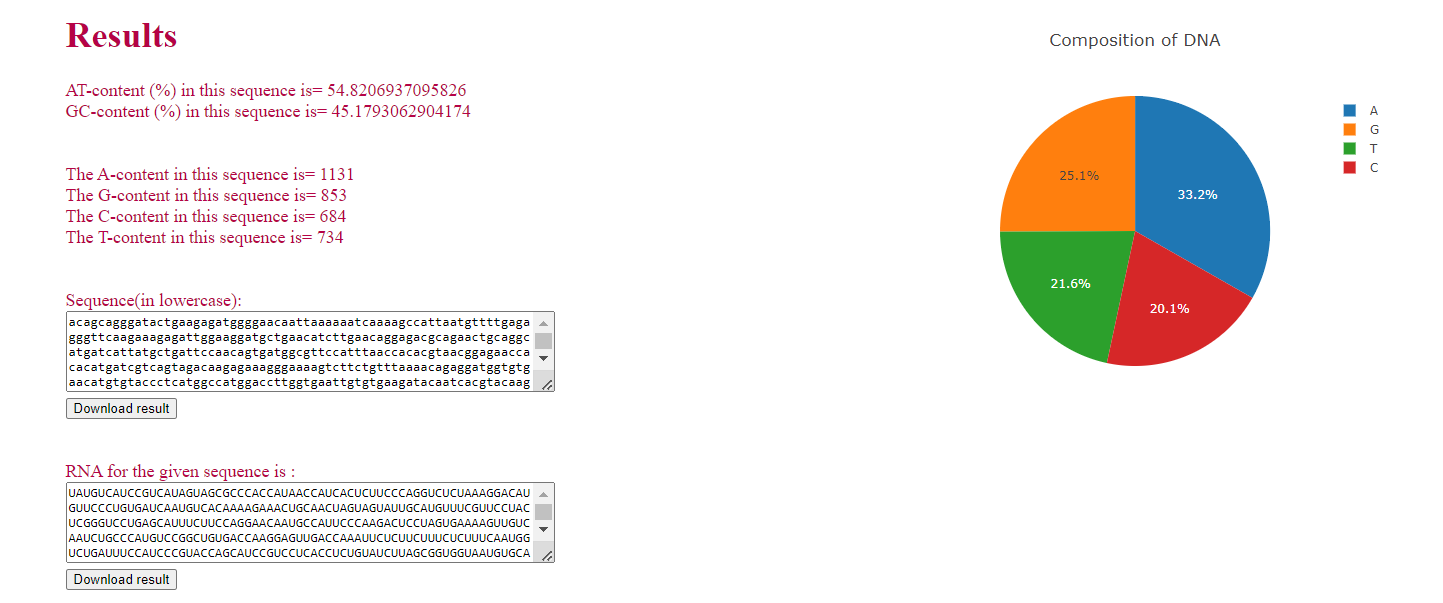 Results
AT-content (%) in this sequence is= 54.8206937095826
GC-content (%) in this sequence is= 45.1793062904174
The A-content in this sequence is= 1131
The G-content in this sequence is= 853
The C-content in this sequence is= 684
The T-content in this sequence is= 734
Sequence(in lowercase):
acagcagggatactgaagagatggggaacaattaaaaaatcaaaagccattaatgttttgaga
gggttcaagaaagagattggaaggatgctgaacatcttgaacaggagacgcagaactgcaggc
atgatcattatgctgattccaacagtgatggcgttccatttaaccacacgtaacggagaacca
cacatgatcgtcagtagacaagagaaagggaaaagtcttctgtttaaaacagaggatggtgtg
aacatgtgtaccctcatggccatggaccttggtgaattgtgtgaagatacaatcacgtacaag
Download result
RNA for the given sequence is :
UAUGUCAUCCGUCAUAGUAGCGCCCACCAUAACCAUCACUCUUCCCAGGUCUCUAAAGGACAU
GUUCCCUGUGAUCAAUGUCACAAAAGAAACUGCAACUAGUAGUAUUGCAUGUUUCGUUCCUAC
UCGGGUCCUGAGCAUUUCUUCCAGGAACAAUGCCAUUCCCAAGACUCCUAGUGAAAAGUUGUC
AAUCUGCCCAUGUCCGGCUGUGACCAAGGAGUUGACCAAAUUCUCUUCUUUCUCUUUCAAUGG
UCUGAUUUCCAUCCCGUACCAGCAUCCGUCCUCACCUCUGUAUCUUAGCGGUGGUAAUGUGCA
Download result
Composition of DNA
25.1%
33.2%
21.6%
20.1%
A
G
T
C